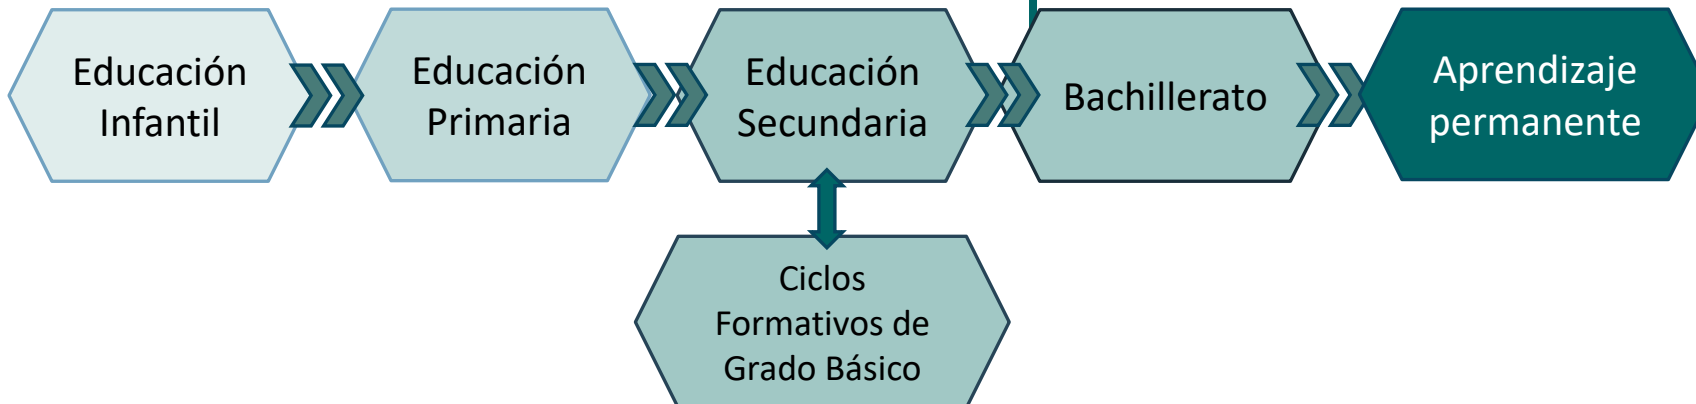 Educación
Infantil
Educación
Primaria
Educación
Secundaria
Bachillerato
Aprendizaje
permanente
Ciclos
Formativos de
Grado Básico